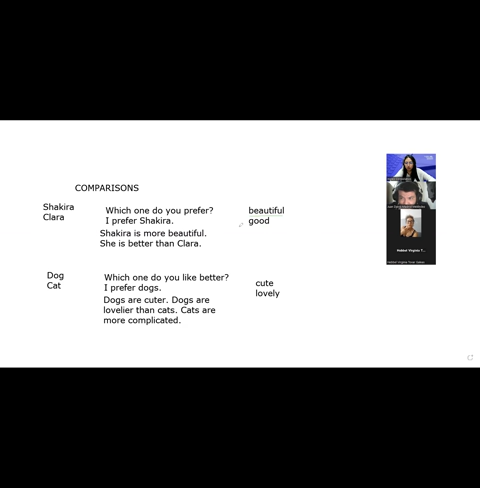 COMPARISONS
Shakira
Clara
Which one do you prefer?
I prefer Shakira.
Shakira is more beautiful.
She is better than Clara.
beautiful
good
Dog
Cat
Which one do you like better?
I prefer dogs.
Dogs are cuter. Dogs are
lovelier than cats. Cats are
more complicated.
cute
lovely
Nabbel Virginia T...